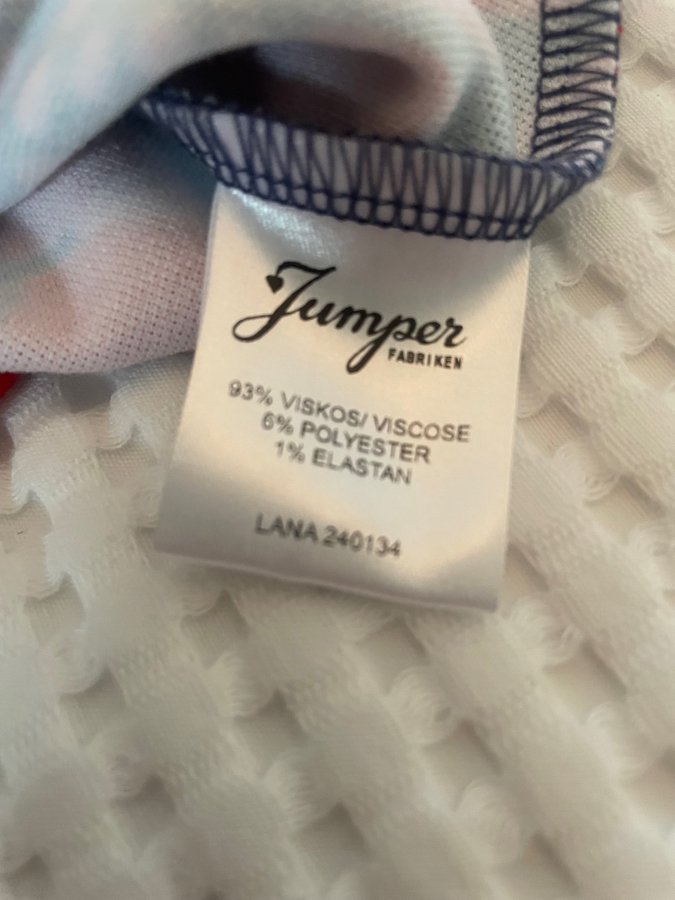 Jumper
FABRIKEN
93% VISKOS/ VISCOSE
6% POLYESTER
1% ELASTAN
LANA 240134